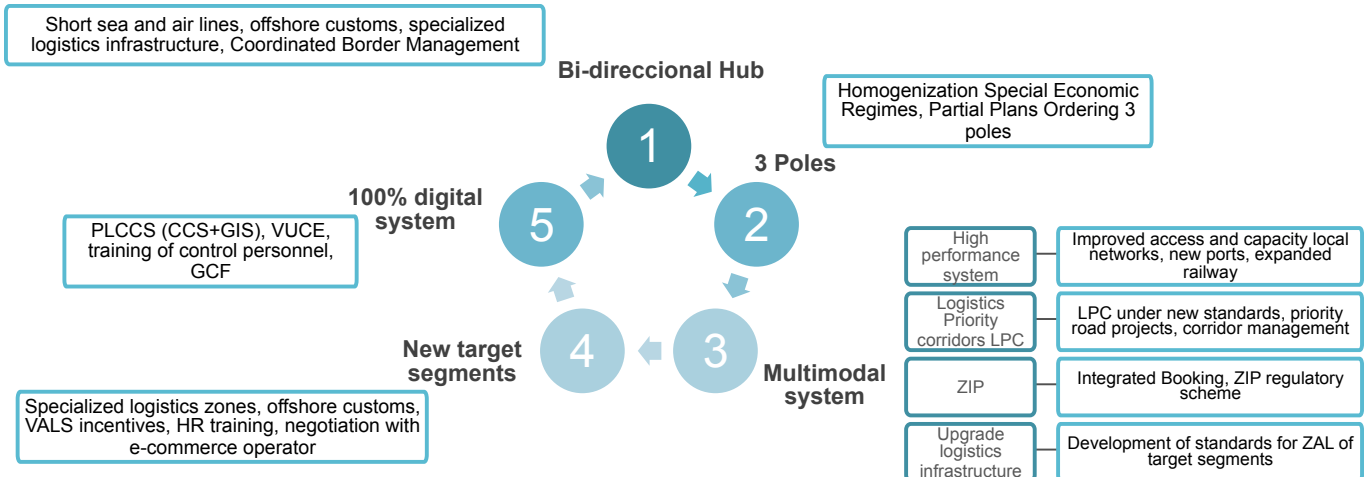 Short sea and air lines, offshore customs, specialized
logistics infrastructure, Coordinated Border Management
Bi-direccional Hub
1
Homogenization Special Economic
Regimes, Partial Plans Ordering 3
poles
3 Poles
2
100% digital
system
5
PLCCS (CCS+GIS), VUCE,
training of control personnel,
GCF
New target
segments
4
Specialized logistics zones, offshore customs,
VALS incentives, HR training, negotiation with
e-commerce operator
3
Multimodal
system
High
performance
system
Improved access and capacity local
networks, new ports, expanded
railway
Logistics
Priority
corridors LPC
LPC under new standards, priority
road projects, corridor management
ZIP
Integrated Booking, ZIP regulatory
scheme
Upgrade
logistics
infrastructure
Development of standards for ZAL of
target segments